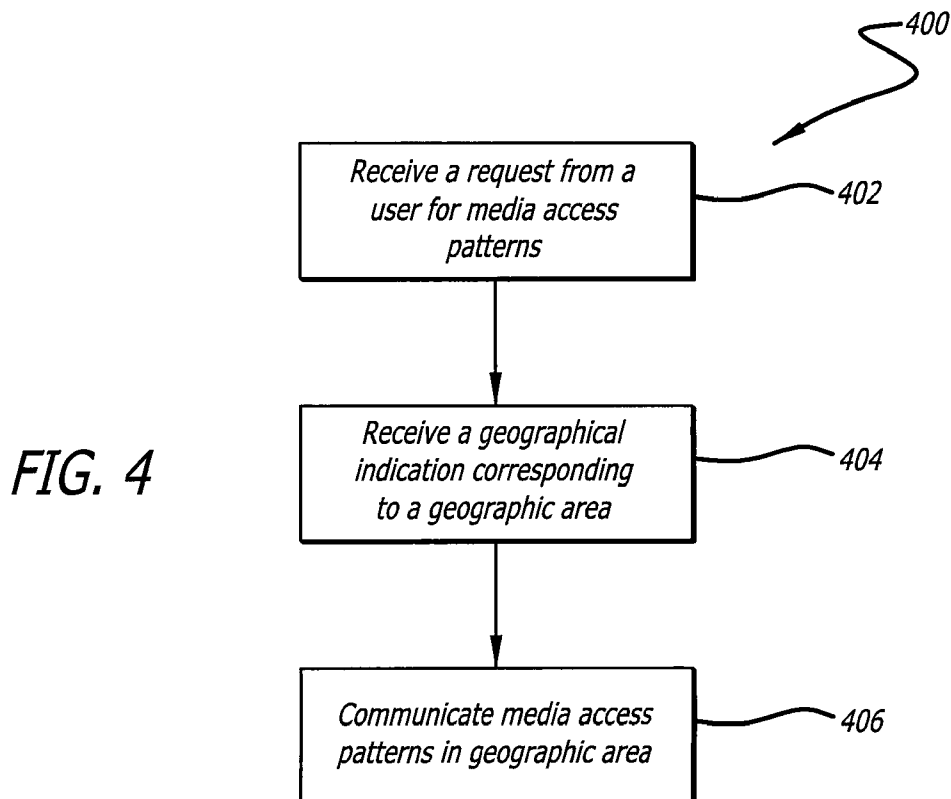 400
Receive a request from a
user for media access
patterns
402
Receive a geographical
indication corresponding
to a geographic area
404
FIG. 4
Communicate media access
patterns in geographic area
406